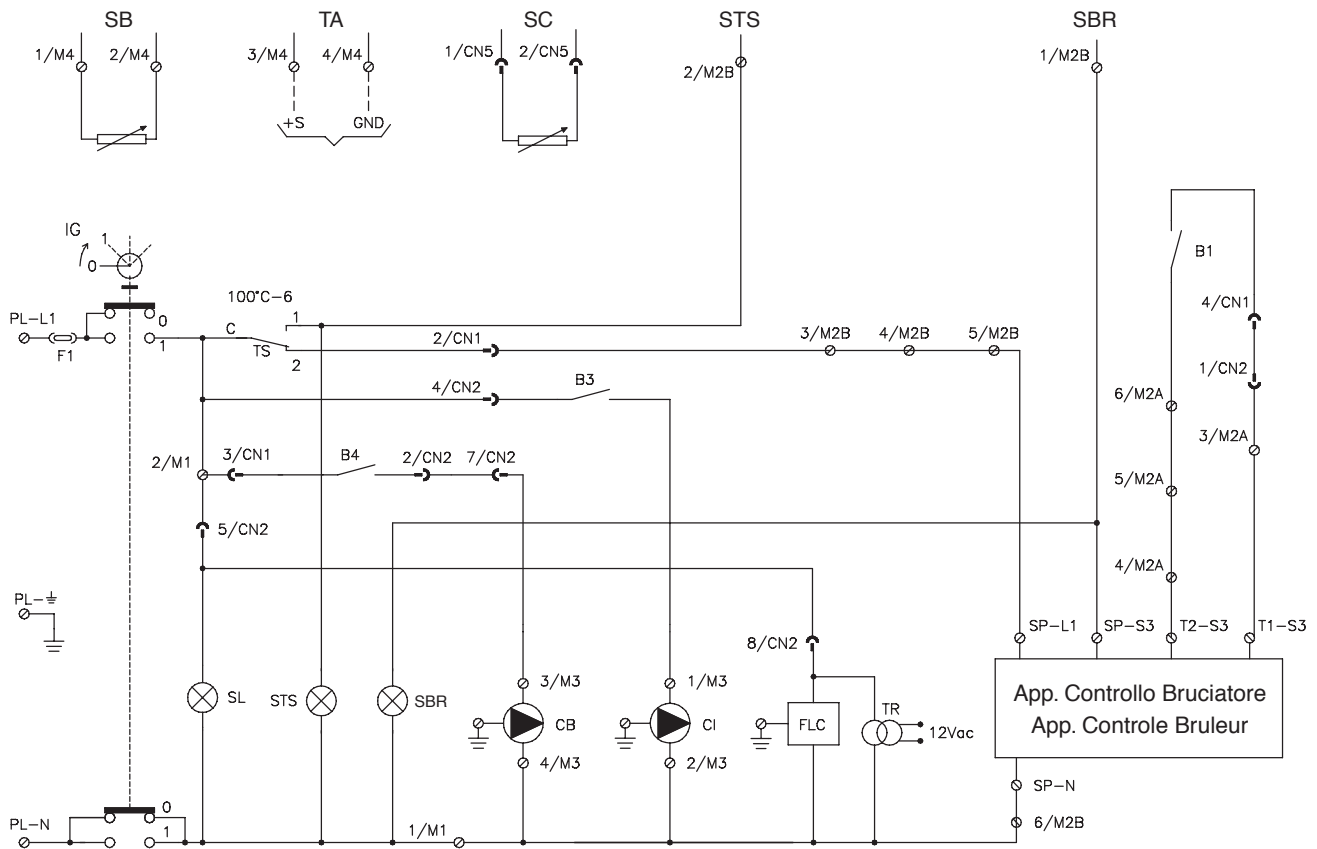 SB TA SC STS SBR
1/M4 2/M4 3/M4 4/M4 1/CN5 2/CN5 2/M2B 1/M2B
+S GND
IG 1
0
B1
100°C-6
4/CN1
PL-L1 0 C 1
F1 1 TS 2 2/CN1 3/M2B 4/M2B 5/M2B
1/CN2
4/CN2 B3
6/M2A
3/M2A
2/M1 3/CN1 B4 2/CN2 7/CN2
5/M2A
5/CN2
4/M2A
PL-
SP-L1 SP-S3 T2-S3 T1-S3
8/CN2
3/M3 1/M3
SL STS SBR CB CI FLC TR 12Vac
App. Controllo Bruciatore
App. Controle Bruleur
4/M3 2/M3
SP-N
0
PL-N 1 1/M1 6/M2B